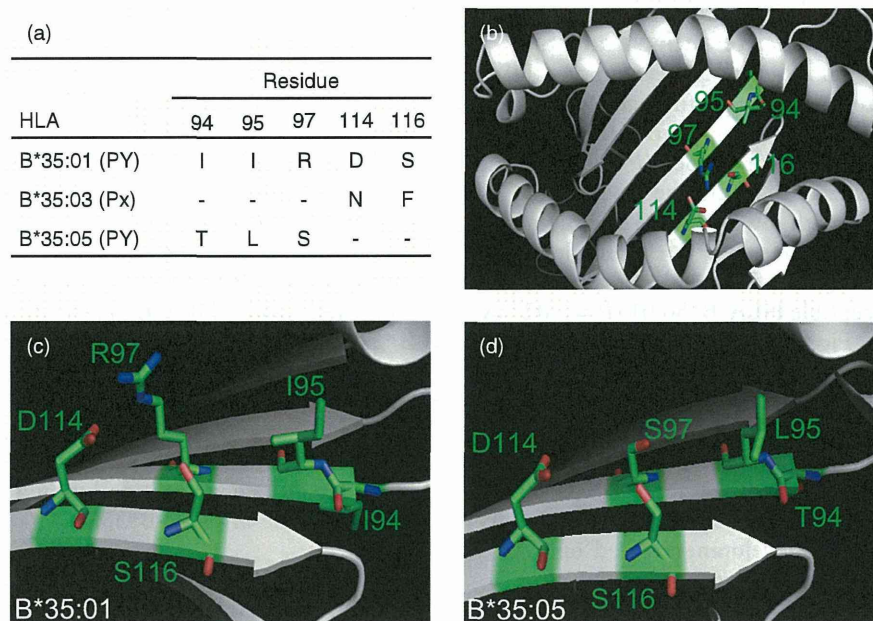 (a)
Residue
HLA 94 95 97 114 116
B*35:01 (PY) I I R D S
B*35:03 (Px) - - - N F
B*35:05 (PY) T L S - -
(b)
95
94
97
116
114
(c)
R97
I95
D114
I94
S116
B*35:01
(d)
D114
S97
L95
T94
S116
B*35:05